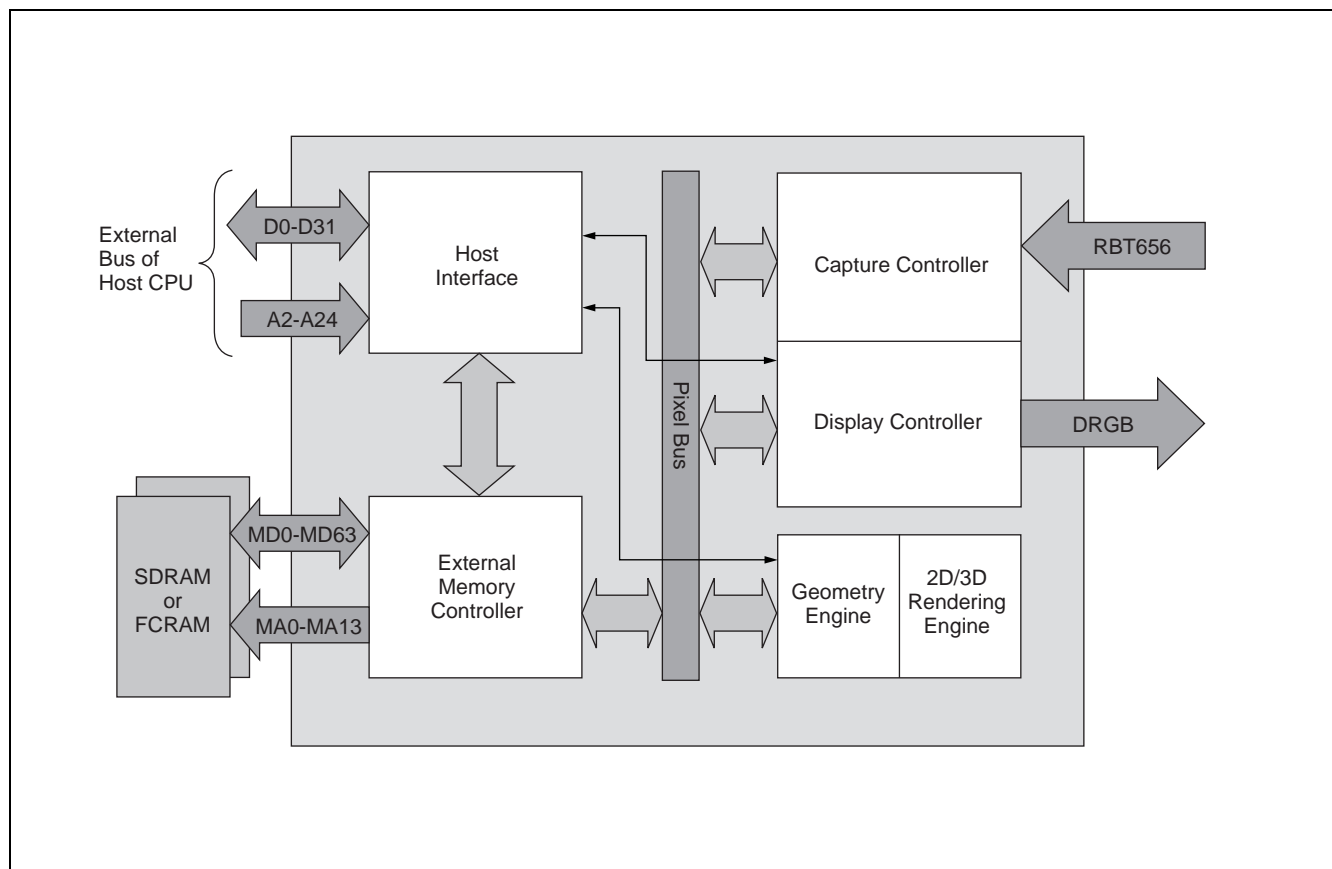 External
Bus of
Host CPU
D0-D31
A2-A24
Host
Interface
Capture Controller
RBT656
Pixel Bus
Display Controller
DRGB
SDRAM
or
FCRAM
MD0-MD63
MA0-MA13
External
Memory
Controller
Geometry
Engine
2D/3D
Rendering
Engine